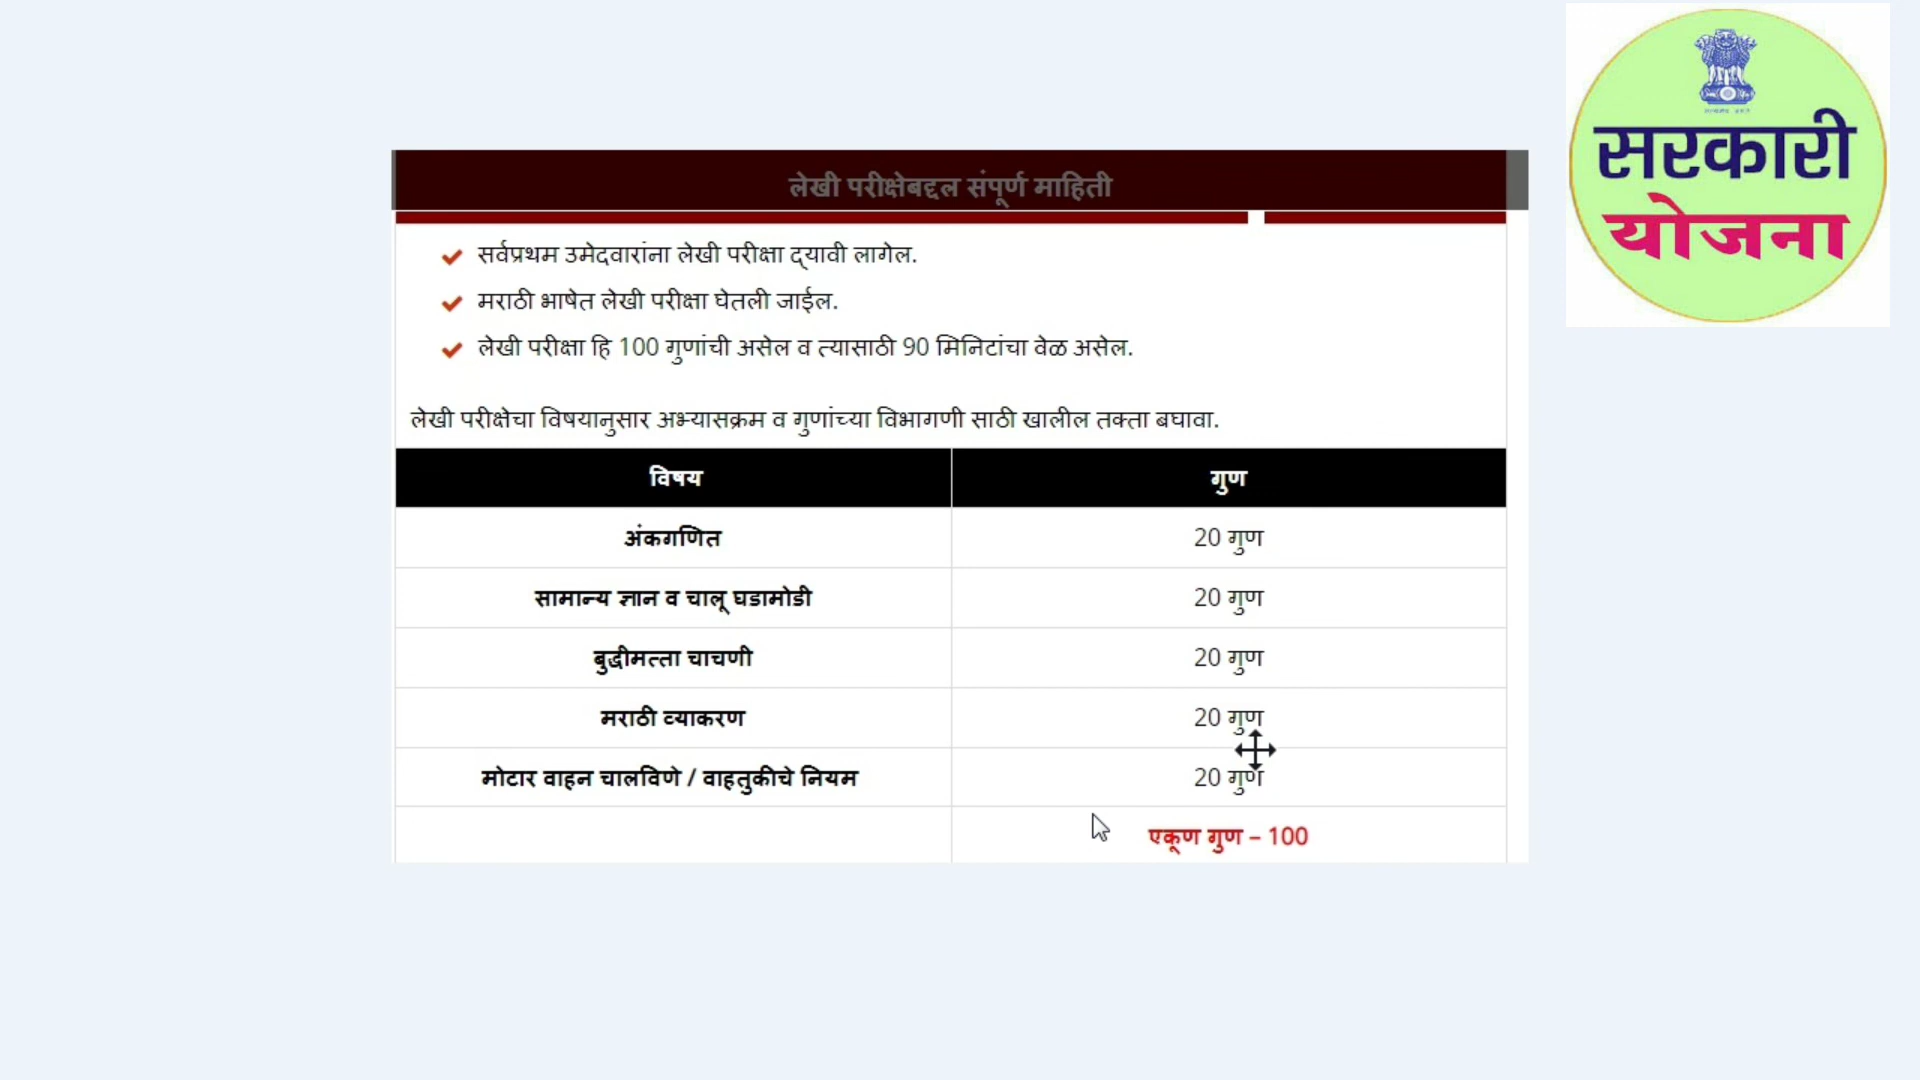 लेखी परीक्षेबद्दल संपूर्ण माहिती
सर्वप्रथम उमेदवारांना लेखी परीक्षा द्यावी लागेल.
मराठी भाषेत लेखी परीक्षा घेतली जाईल.
लेखी परीक्षा हि 100 गुणांची असेल व त्यासाठी 90 मिनिटांचा वेळ असेल.
लेखी परीक्षेचा विषयानुसार अभ्यासक्रम व गुणांच्या विभागणी साठी खालील तक्ता बघावा.
विषय गुण
अंकगणित 20 गुण
सामान्य ज्ञान व चालू घडामोडी 20 गुण
बुद्धीमत्ता चाचणी 20 गुण
मराठी व्याकरण 20 गुण
मोटार वाहन चालविणे / वाहतुकीचे नियम 20 गुण
एकूण गुण – 100
सरकारी
योजना